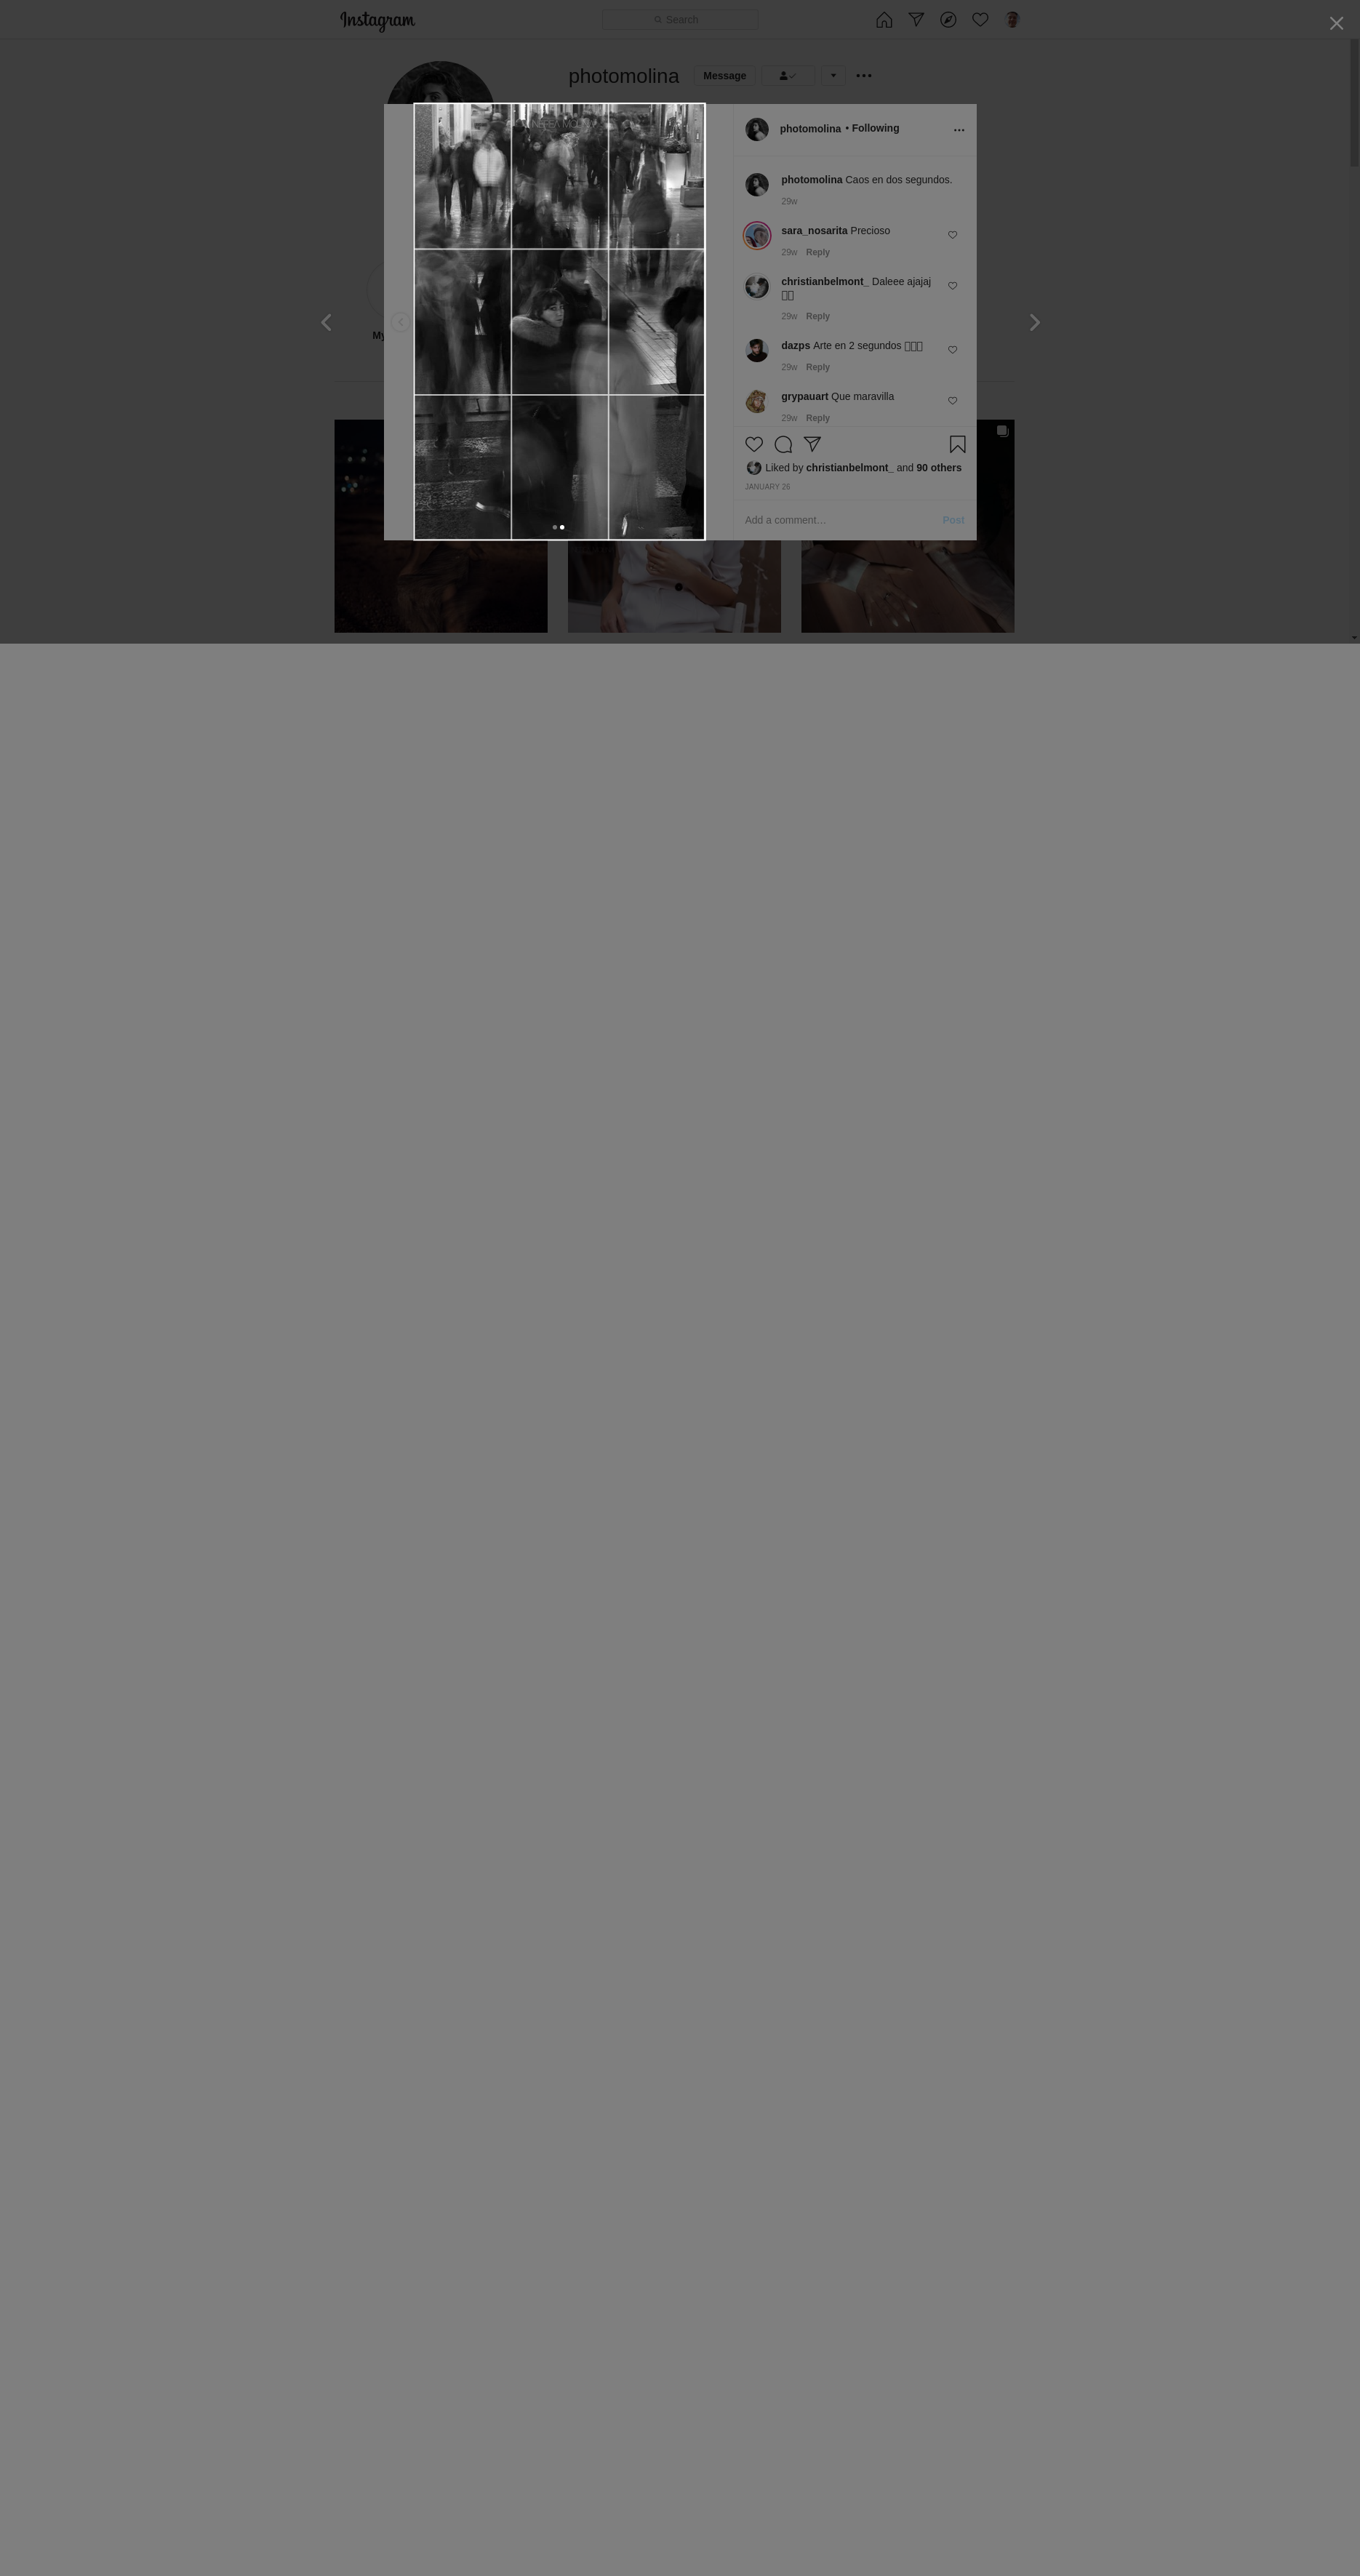 Instagram
Search
photomolina
Message
My
photomolina • Following
photomolina Caos en dos segundos.
29w
sara_nosarita Precioso
29w Reply
christianbelmont_ Daleee ajajaj
29w Reply
dazps Arte en 2 segundos
29w Reply
grypauart Que maravilla
29w Reply
Liked by christianbelmont_ and 90 others
JANUARY 26
Add a comment…
Post